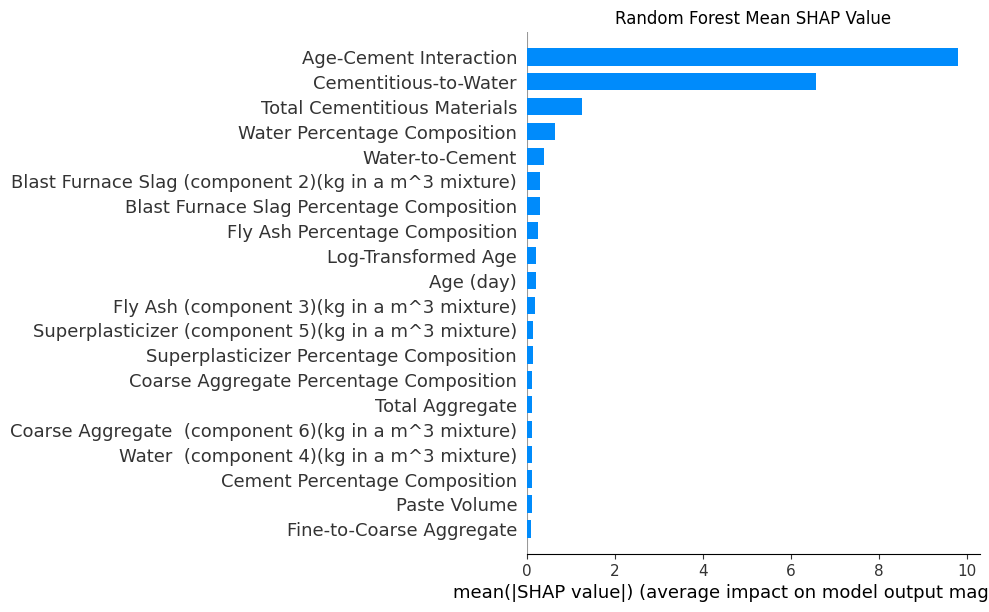 Random Forest Mean SHAP Value
Age-Cement Interaction
Cementitious-to-Water
Total Cementitious Materials
Water Percentage Composition
Water-to-Cement
Blast Furnace Slag (component 2)(kg in a m^3 mixture)
Blast Furnace Slag Percentage Composition
Fly Ash Percentage Composition
Log-Transformed Age
Age (day)
Fly Ash (component 3)(kg in a m^3 mixture)
Superplasticizer (component 5)(kg in a m^3 mixture)
Superplasticizer Percentage Composition
Coarse Aggregate Percentage Composition
Total Aggregate
Coarse Aggregate  (component 6)(kg in a m^3 mixture)
Water  (component 4)(kg in a m^3 mixture)
Cement Percentage Composition
Paste Volume
Fine-to-Coarse Aggregate
0 2 4 6 8 10
mean(|SHAP value|) (average impact on model output mag